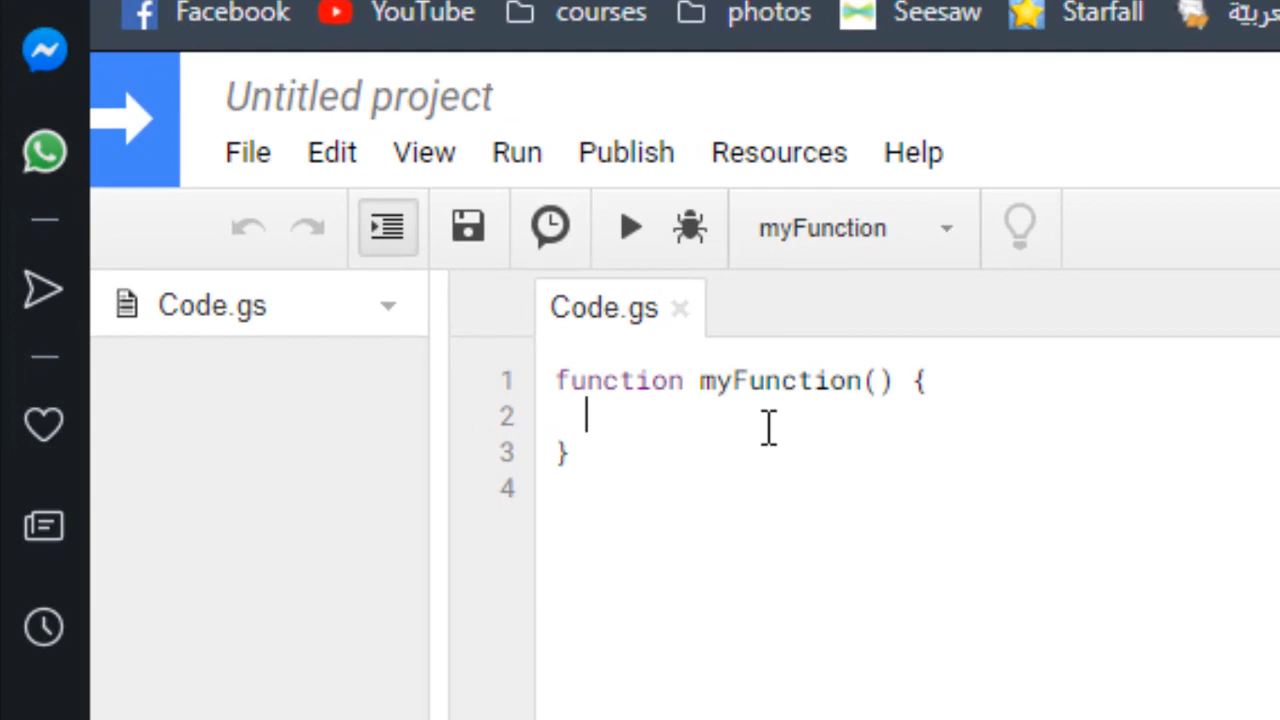 Facebook YouTube courses photos Seesaw Starfall
Untitled project
File Edit View Run Publish Resources Help
myFunction
Code.gs
Code.gs
1 function myFunction() {
2
3 }
4